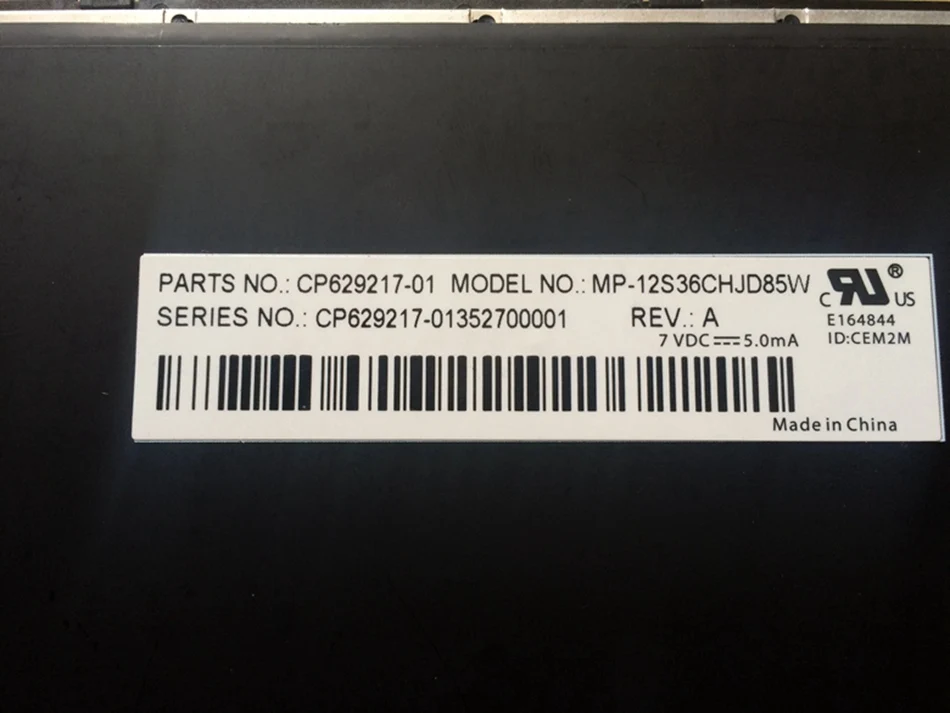 PARTS NO.: CP629217-01 MODEL NO.: MP-12S36CHJD85W
SERIES NO.: CP629217-01352700001 REV.: A
7 VDC⎓5.0mA
C RU® US
E164844
ID:CEM2M
Made in China